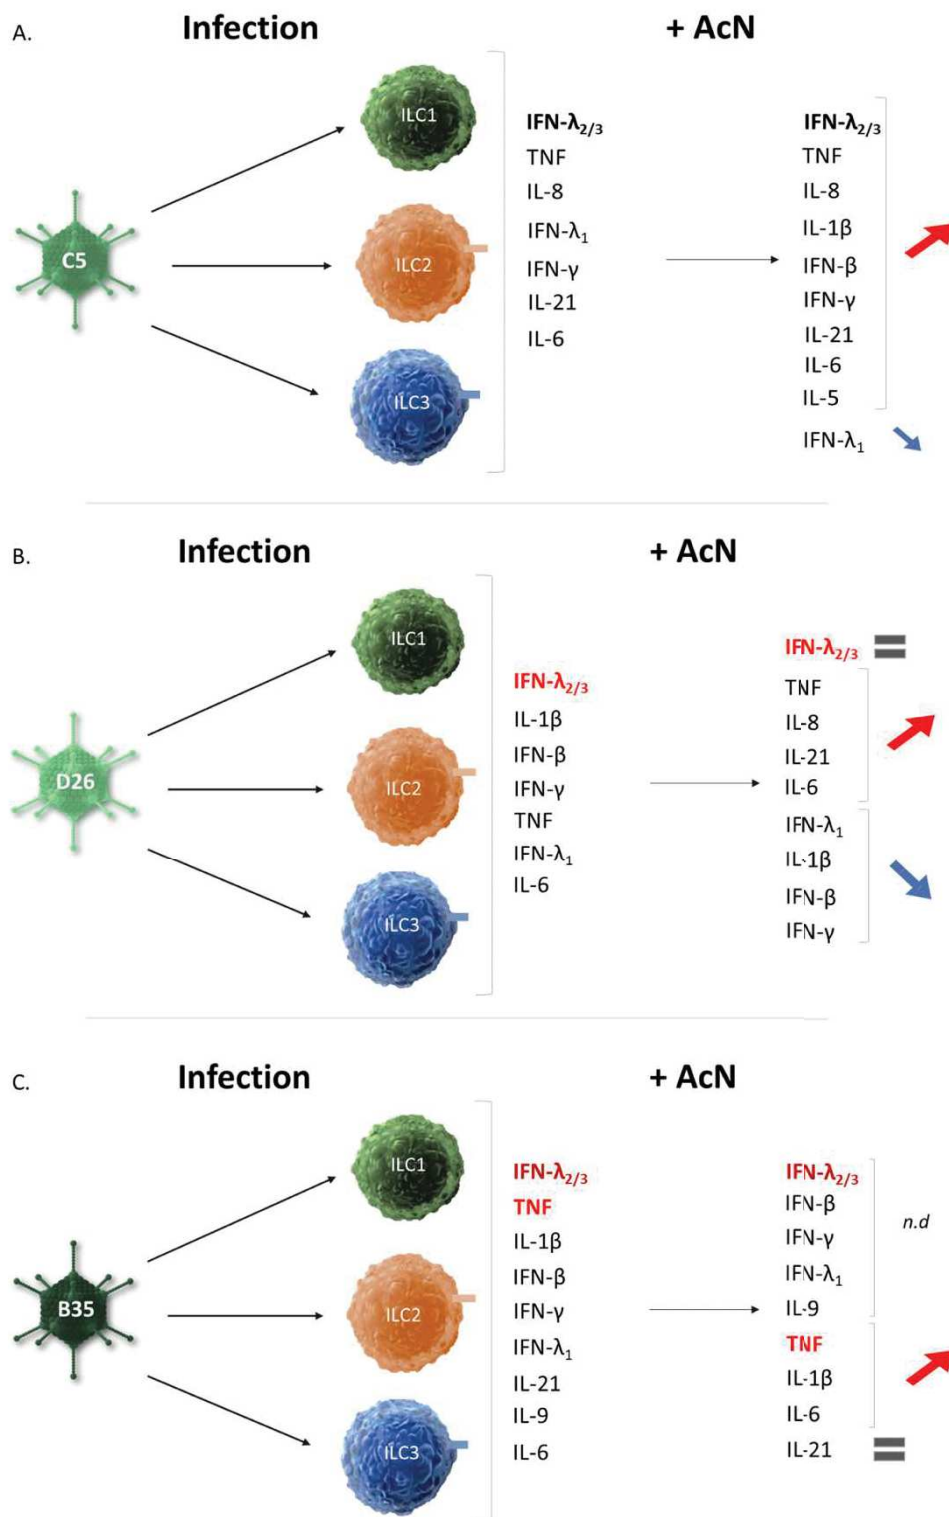 A.
Infection
+ AcN
C5
ILC1
ILC2
ILC3
IFN-λ2/3
TNF
IL-8
IFN-λ1
IFN-γ
IL-21
IL-6
IFN-λ2/3
TNF
IL-8
IL-1β
IFN-β
IFN-γ
IL-21
IL-6
IL-5
IFN-λ1
B.
Infection
+ AcN
D26
ILC1
ILC2
ILC3
IFN-λ2/3
IL-1β
IFN-β
IFN-γ
TNF
IFN-λ1
IL-6
IFN-λ2/3
TNF
IL-8
IL-21
IL-6
IFN-λ1
IL-1β
IFN-β
IFN-γ
C.
Infection
+ AcN
B35
ILC1
ILC2
ILC3
IFN-λ2/3
TNF
IL-1β
IFN-β
IFN-γ
IFN-λ1
IL-21
IL-9
IL-6
IFN-λ2/3
IFN-β
IFN-γ
IFN-λ1
IL-9
n.d
TNF
IL-1β
IL-6
IL-21